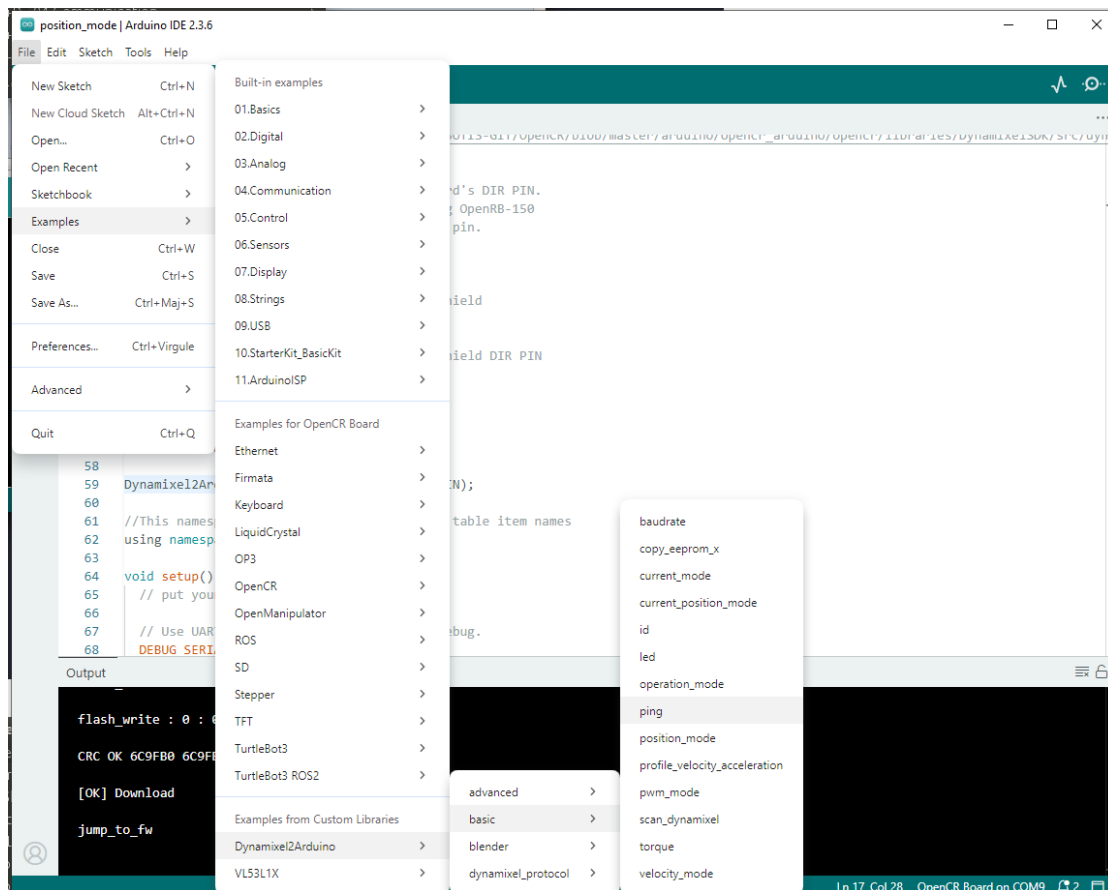 position_mode | Arduino IDE 2.3.6
File Edit Sketch Tools Help
New Sketch Ctrl+N
New Cloud Sketch Alt+Ctrl+N
Open... Ctrl+O
Open Recent
Sketchbook
Examples
Close Ctrl+W
Save Ctrl+S
Save As... Ctrl+Maj+S
Preferences... Ctrl+Virgule
Advanced
Quit Ctrl+Q
Built-in examples
01.Basics
02.Digital
03.Analog
04.Communication
05.Control
06.Sensors
07.Display
08.Strings
09.USB
10.StarterKit_BasicKit
11.ArduinoISP
Examples for OpenCR Board
Ethernet
Firmata
Keyboard
LiquidCrystal
OP3
OpenCR
OpenManipulator
ROS
SD
Stepper
TFT
TurtleBot3
TurtleBot3 ROS2
Examples from Custom Libraries
Dynamixel2Arduino
VL53L1X
advanced
basic
blender
dynamixel_protocol
baudrate
copy_eeprom_x
current_mode
current_position_mode
id
led
operation_mode
ping
position_mode
profile_velocity_acceleration
pwm_mode
scan_dynamixel
torque
velocity_mode
rd's DIR PIN.
g OpenRB-150
pin.
hield
hield DIR PIN
58
59 Dynamixel2Ar IN);
60
61 //This names table item names
62 using namesp
63
64 void setup()
65 // put you
66
67 // Use UAR ebug.
68 DEBUG_SERI
Output
flash_write : 0 : 
CRC OK 6C9FB0 6C9F
[OK] Download
jump_to_fw
Ln 17, Col 28 OpenCR Board on COM9 2